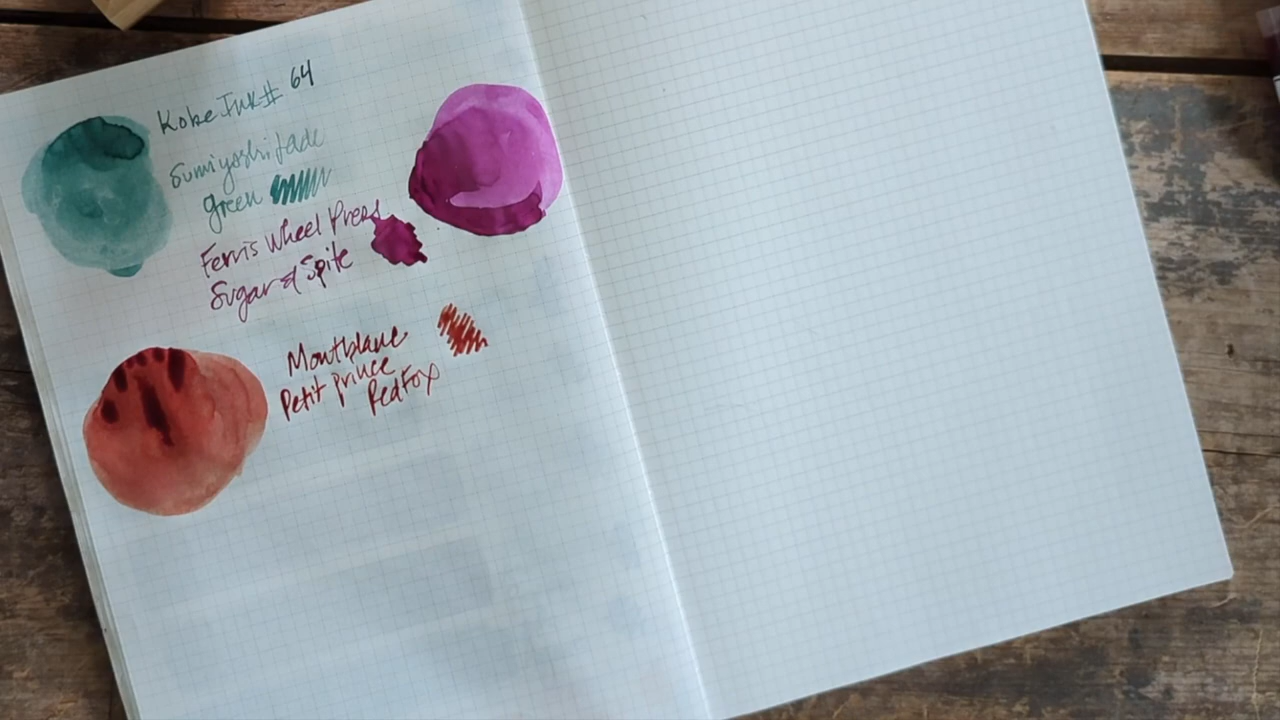 Kobe Ink# 64
Sumiyoshi Jade
green
Ferris Wheel Press
Sugar & Spite
Montblanc
Petit prince
Red Fox